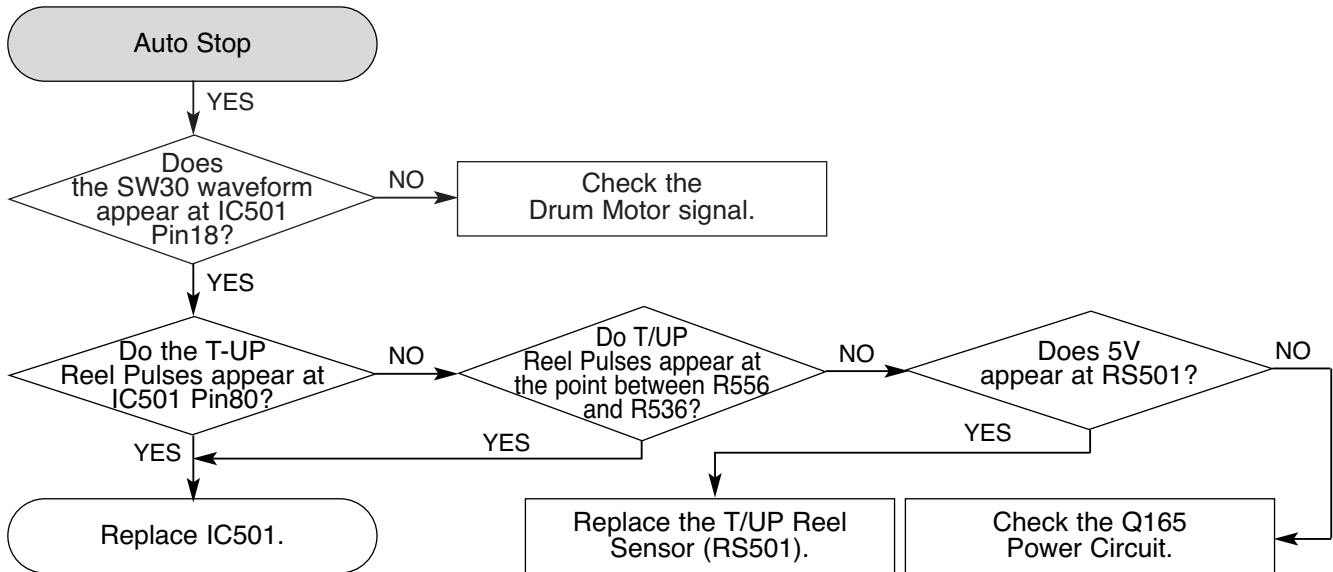 Auto Stop
YES
Does
the SW30 waveform
appear at IC501
Pin18?
NO
Check the
Drum Motor signal.
YES
Do the T-UP
Reel Pulses appear at
IC501 Pin80?
NO
Do T/UP
Reel Pulses appear at
the point between R556
and R536?
NO
Does 5V
appear at RS501?
NO
YES
YES
YES
Replace IC501.
Replace the T/UP Reel
Sensor (RS501).
Check the Q165
Power Circuit.